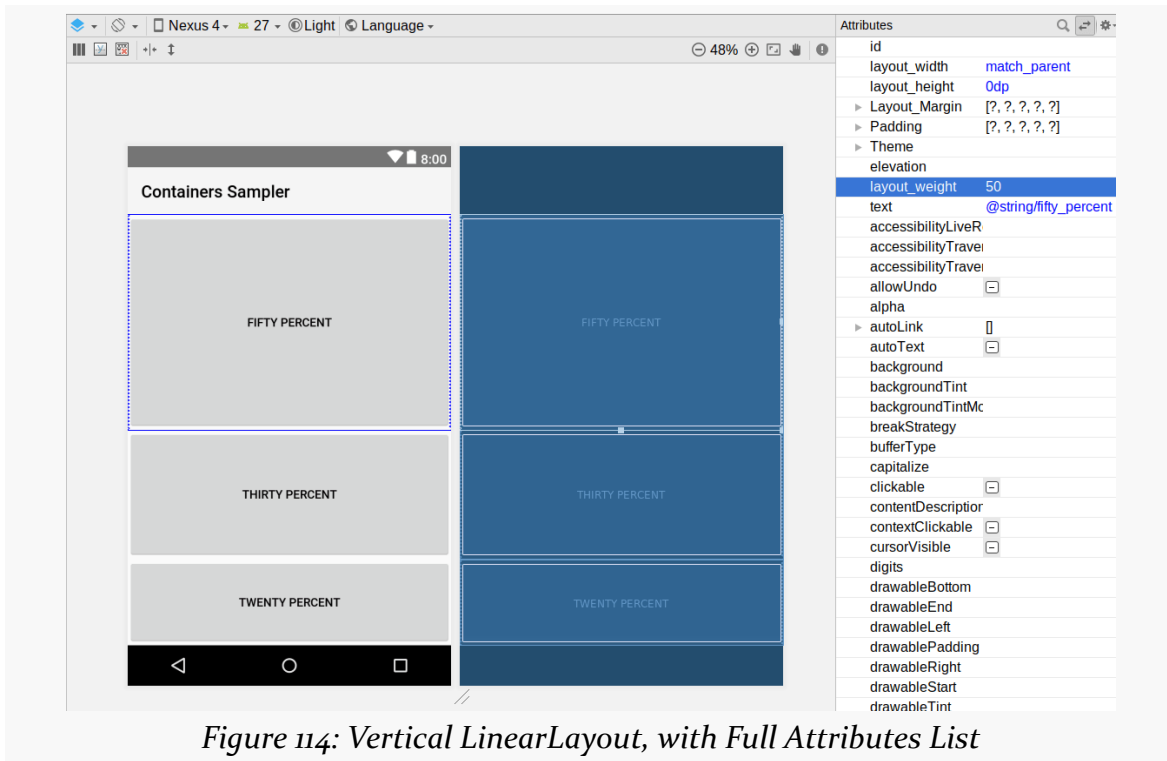 Nexus 4 27 Light Language
48%
8:00
Containers Sampler
FIFTY PERCENT
THIRTY PERCENT
TWENTY PERCENT
FIFTY PERCENT
THIRTY PERCENT
TWENTY PERCENT
Attributes
id
layout_width match_parent
layout_height 0dp
Layout_Margin [?, ?, ?, ?, ?]
Padding [?, ?, ?, ?, ?]
Theme
elevation
layout_weight 50
text @string/fifty_percent
accessibilityLiveR
accessibilityTraver
accessibilityTraver
allowUndo
alpha
autoLink []
autoText
background
backgroundTint
backgroundTintMo
breakStrategy
bufferType
capitalize
clickable
contentDescription
contextClickable
cursorVisible
digits
drawableBottom
drawableEnd
drawableLeft
drawablePadding
drawableRight
drawableStart
drawableTint
Figure 114: Vertical LinearLayout, with Full Attributes List